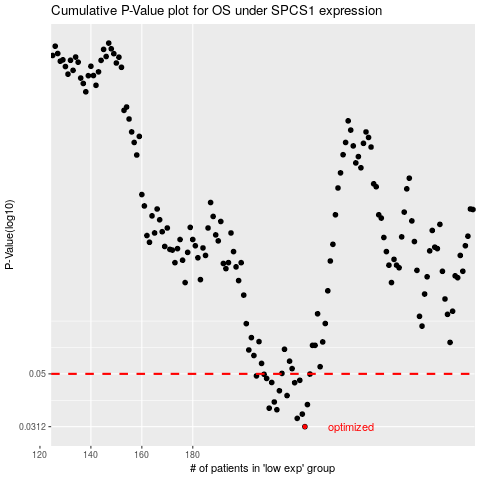 Cumulative P-Value plot for OS under SPCS1 expression
P-Value(log10)
0.05
0.0312
optimized
120 140 160 180
# of patients in 'low exp' group